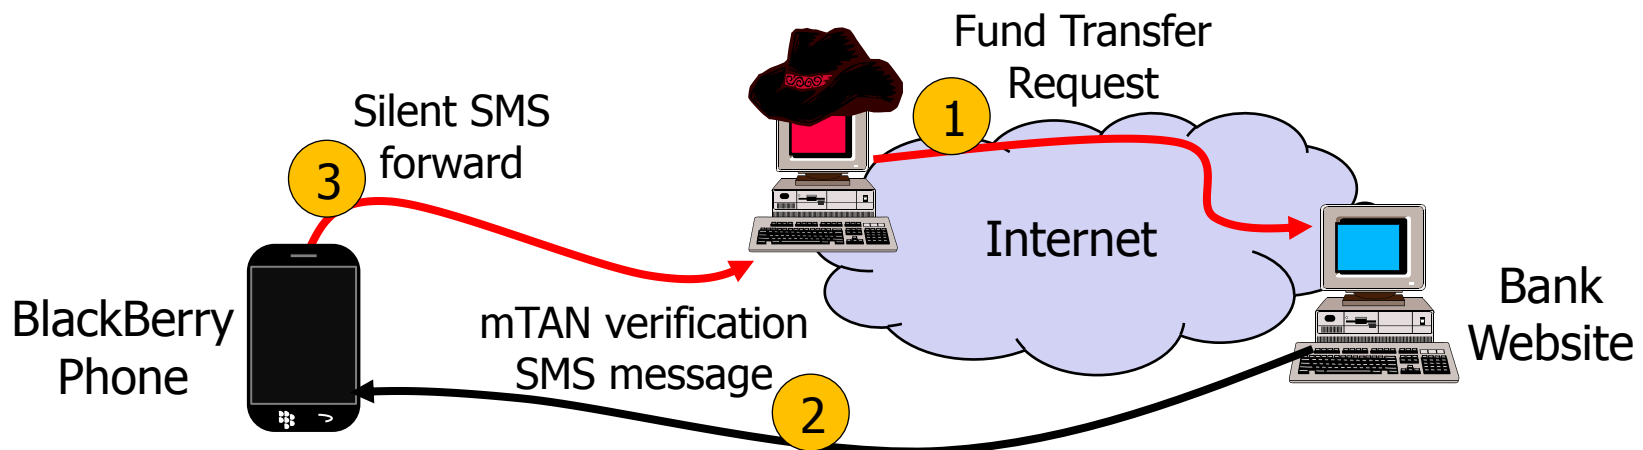 Fund Transfer
Request
1
Silent SMS
forward
3
Internet
BlackBerry
Phone
mTAN verification
SMS message
2
Bank
Website